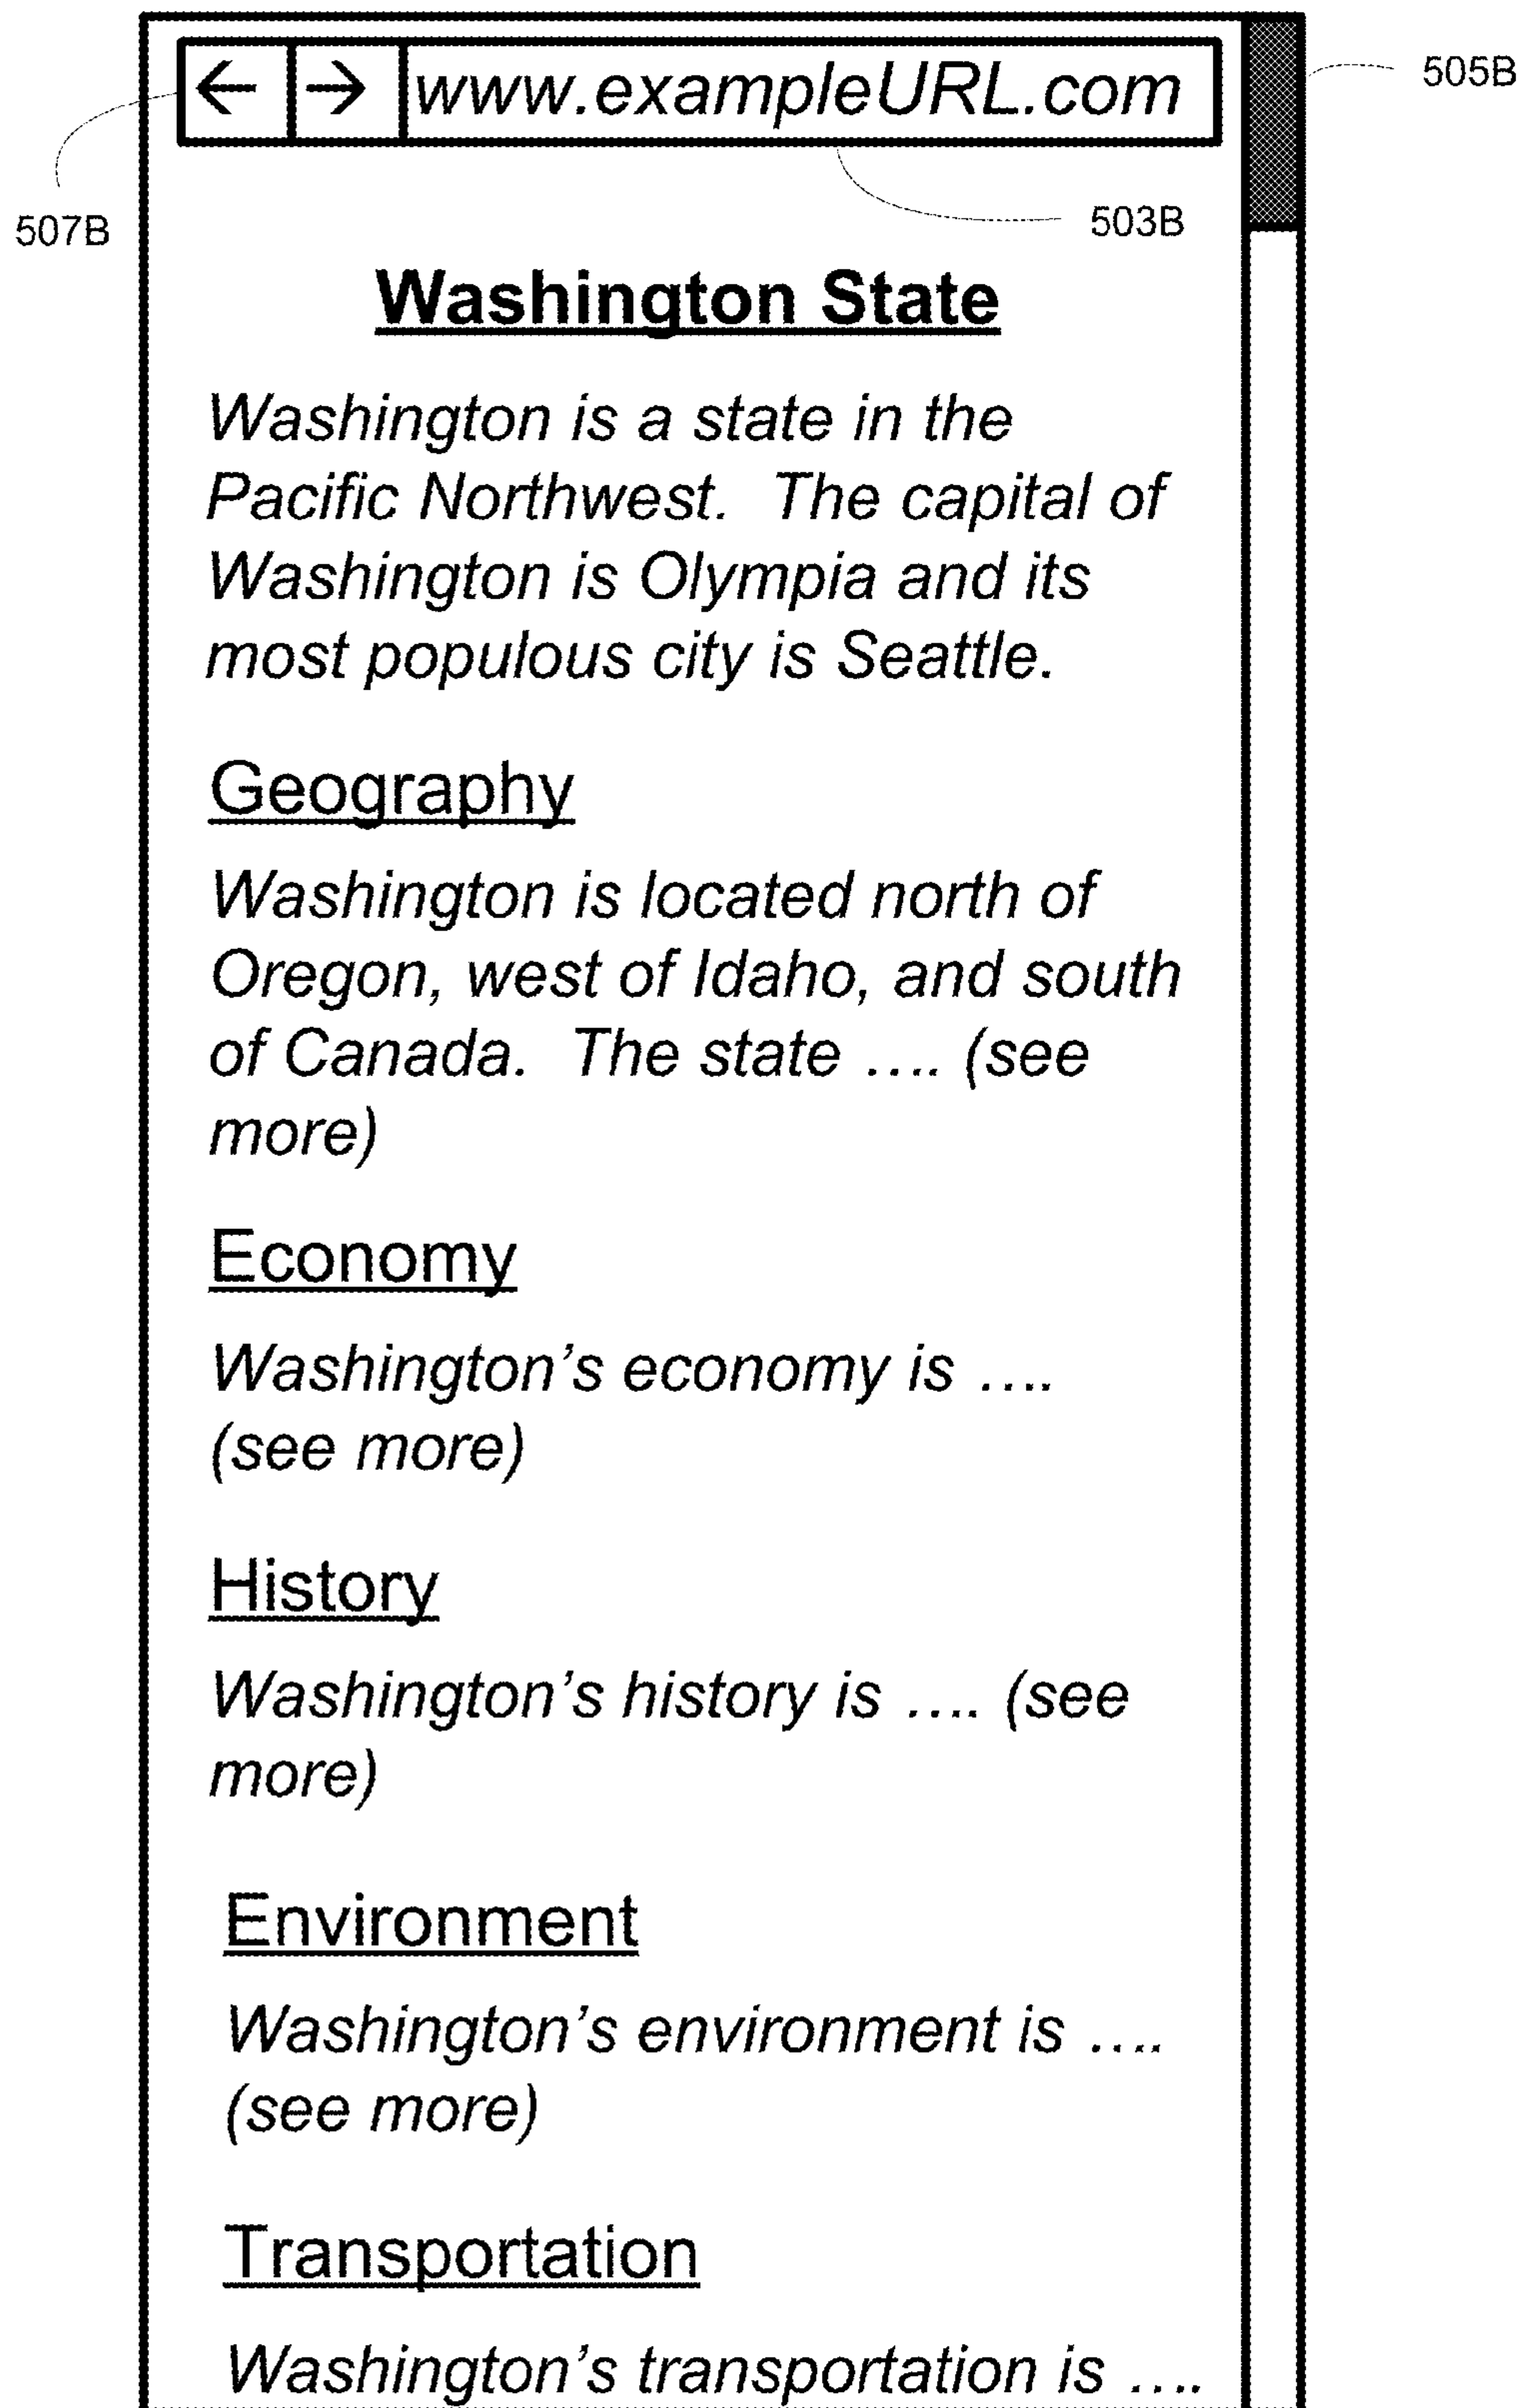 ← → www.exampleURL.com
505B
507B
503B
Washington State
Washington is a state in the
Pacific Northwest. The capital of
Washington is Olympia and its
most populous city is Seattle.
Geography
Washington is located north of
Oregon, west of Idaho, and south
of Canada. The state .... (see
more)
Economy
Washington's economy is ....
(see more)
History
Washington's history is .... (see
more)
Environment
Washington's environment is ....
(see more)
Transportation
Washington's transportation is ....